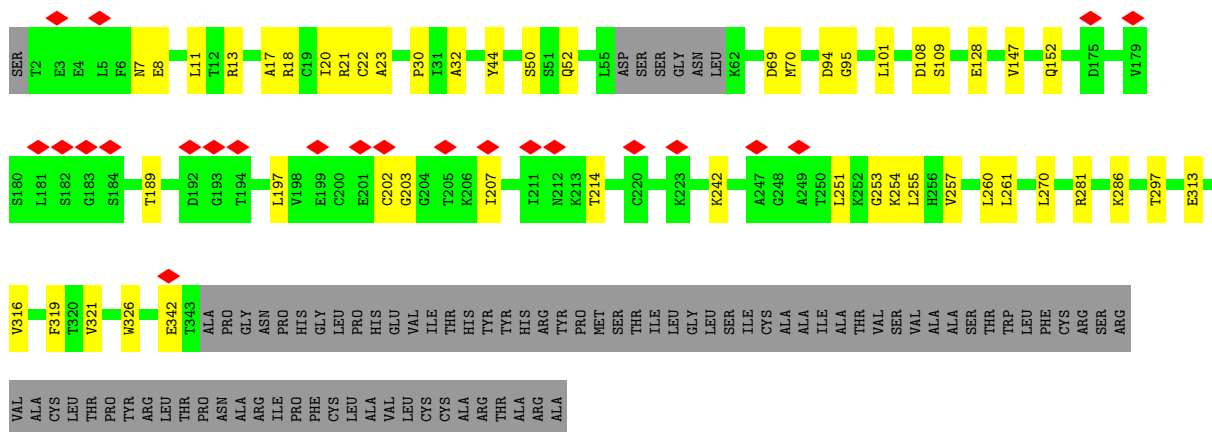 SER T2 E3 E4 L5 F6 N7 E8 L11 T12 R13 A17 R18 C19 I20 R21 C22 A23 P30 I31 A32 Y44 S50 S51 Q52 L55 ASP SER SER GLY ASN LEU K62 D69 M70 D94 G95 L101 D108 S109 E128 V147 Q152 D175 V179
S180 L181 S182 G183 S184 T189 D192 G193 T194 L197 V198 E199 C200 E201 C202 G203 G204 T205 K206 I207 I211 N212 K213 T214 C220 K223 K242 A247 G248 A249 T250 L251 K252 G253 K254 L255 H256 V257 L260 L261 L270 R281 K286 T297 E313
V316 F319 T320 V321 W326 E342 T343 ALA PRO GLY ASN PRO HIS GLY LEU PRO HIS GLU VAL ILE THR HIS TYR TYR HIS ARG TYR PRO MET SER THR ILE LEU GLY LEU SER ILE CYS ALA ALA ILE ALA THR VAL SER VAL ALA ALA SER THR TRP LEU PHE CYS ARG SER ARG
VAL ALA CYS LEU THR PRO TYR ARG LEU THR PRO ASN ALA ARG ILE PRO PHE CYS LEU ALA VAL LEU CYS CYS ALA ARG THR ALA ARG ALA